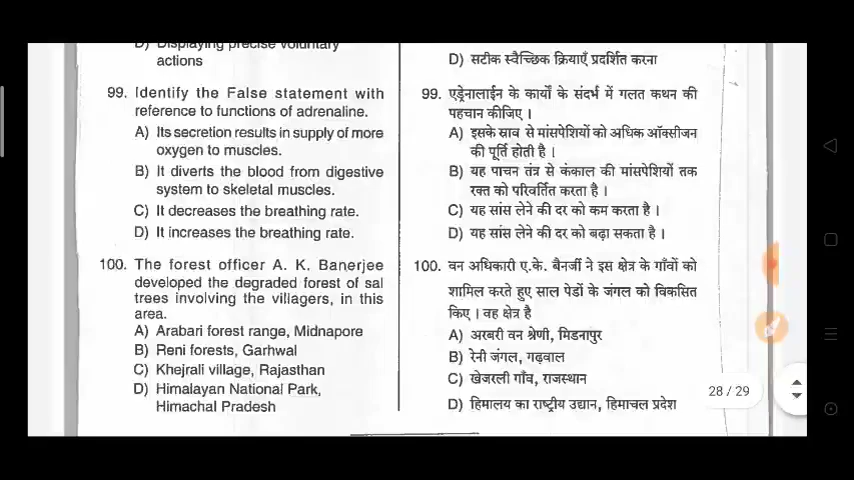 D) Displaying precise voluntary
actions
99. Identify the False statement with
reference to functions of adrenaline.
A) Its secretion results in supply of more
oxygen to muscles.
B) It diverts the blood from digestive
system to skeletal muscles.
C) It decreases the breathing rate.
D) It increases the breathing rate.
100. The forest officer A. K. Banerjee
developed the degraded forest of sal
trees involving the villagers, in this
area.
A) Arabari forest range, Midnapore
B) Reni forests, Garhwal
C) Khejrali village, Rajasthan
D) Himalayan National Park,
Himachal Pradesh
D) सटीक स्वैच्छिक क्रियाएँ प्रदर्शित करना
99. एड्रेनालाईन के कार्यों के संदर्भ में गलत कथन की
पहचान कीजिए ।
A) इसके स्राव से मांसपेशियों को अधिक ऑक्सीजन
की पूर्ति होती है ।
B) यह पाचन तंत्र से कंकाल की मांसपेशियों तक
रक्त को परिवर्तित करता है ।
C) यह सांस लेने की दर को कम करता है ।
D) यह सांस लेने की दर को बढ़ा सकता है ।
100. वन अधिकारी ए.के. बैनर्जी ने इस क्षेत्र के गाँवों को
शामिल करते हुए साल पेडों के जंगल को विकसित
किए । वह क्षेत्र है
A) अरबरी वन श्रेणी, मिडनापुर
B) रेनी जंगल, गढ़वाल
C) खेजरली गाँव, राजस्थान
D) हिमालय का राष्ट्रीय उद्यान, हिमाचल प्रदेश
28 / 29